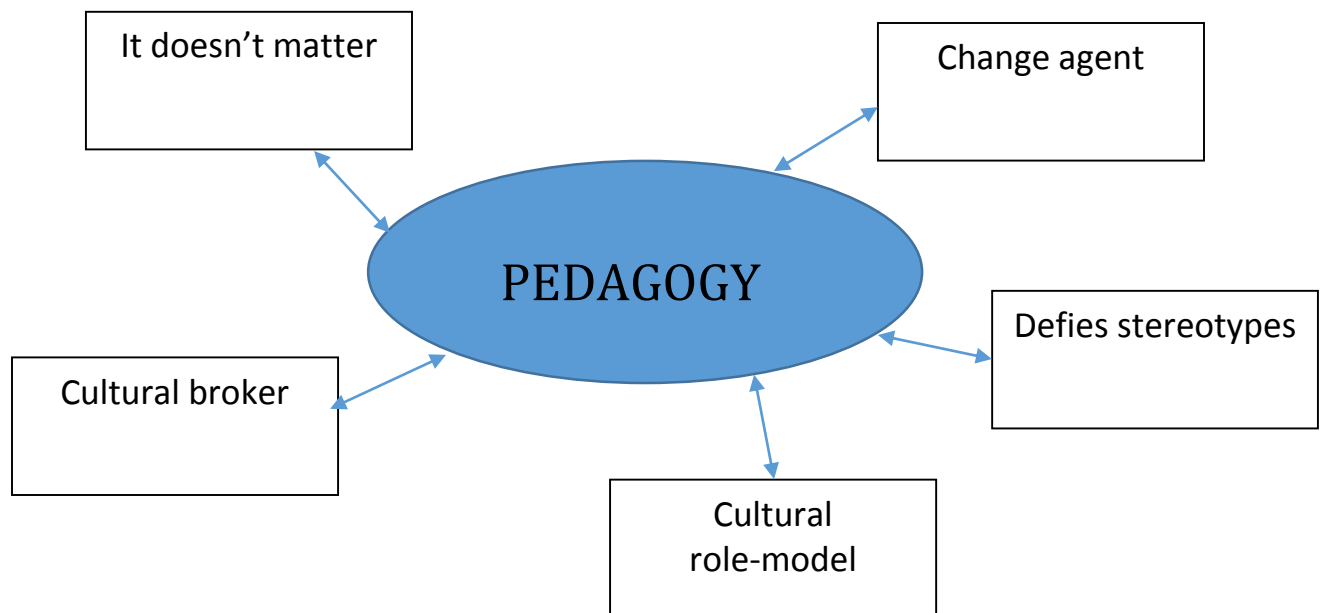 It doesn’t matter
Change agent
PEDAGOGY
Defies stereotypes
Cultural broker
Cultural
role-model